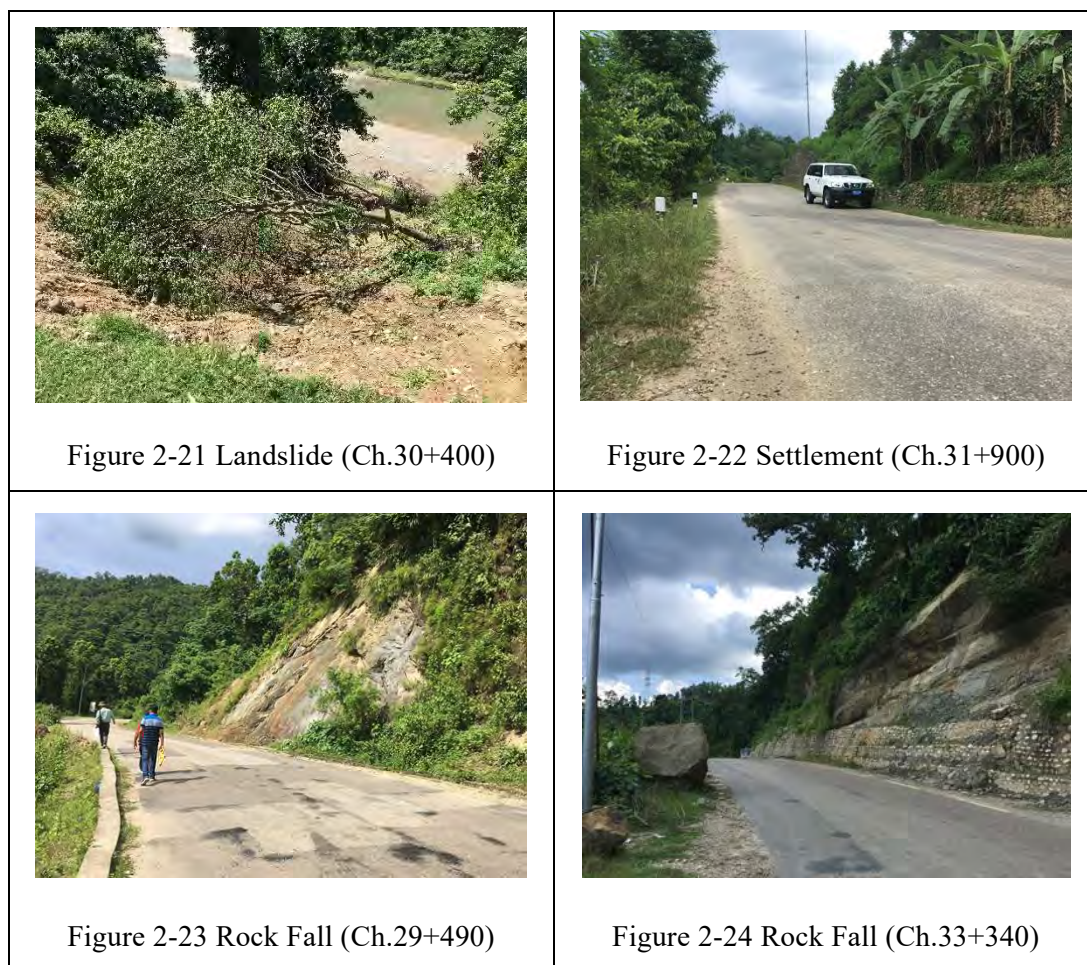 Figure 2-21 Landslide (Ch.30+400)
Figure 2-22 Settlement (Ch.31+900)
Figure 2-23 Rock Fall (Ch.29+490)
Figure 2-24 Rock Fall (Ch.33+340)